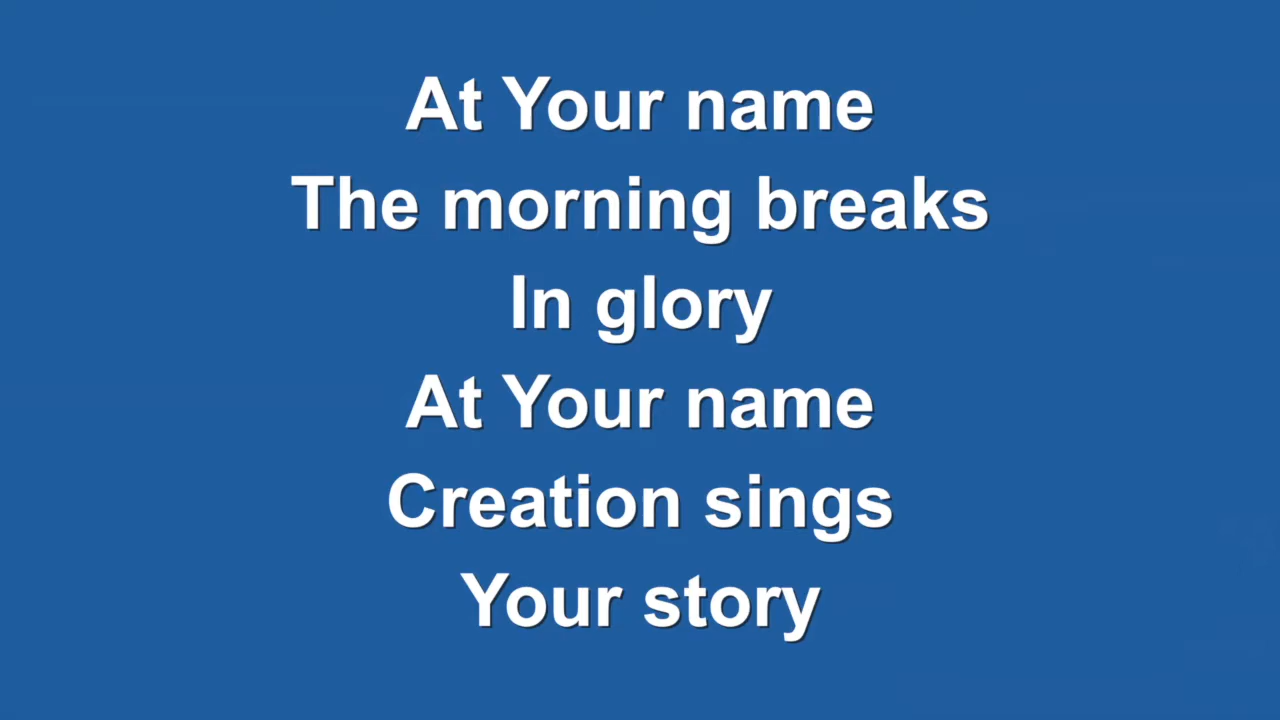 At Your name
The morning breaks
In glory
At Your name
Creation sings
Your story